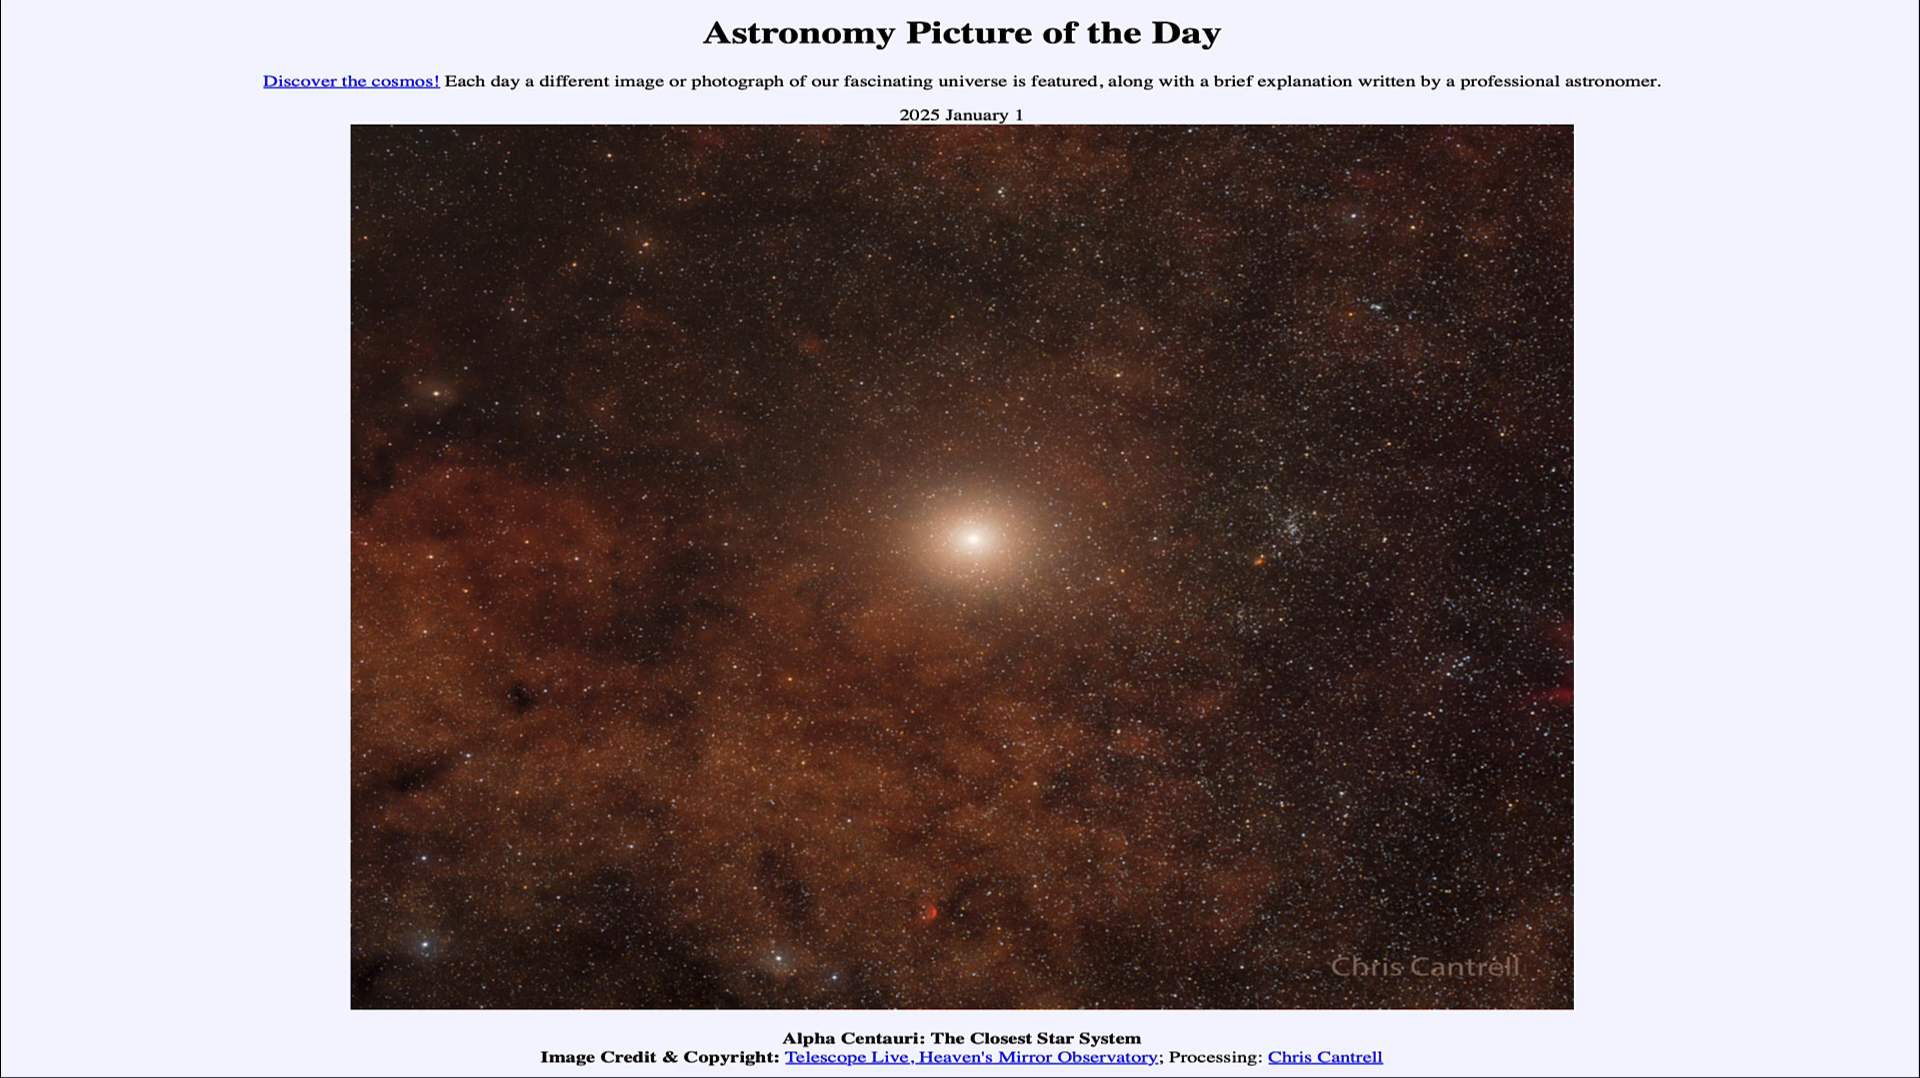 Astronomy Picture of the Day
Discover the cosmos! Each day a different image or photograph of our fascinating universe is featured, along with a brief explanation written by a professional astronomer.
2025 January 1
Chris Cantrell
Alpha Centauri: The Closest Star System
Image Credit & Copyright: Telescope Live, Heaven's Mirror Observatory; Processing: Chris Cantrell